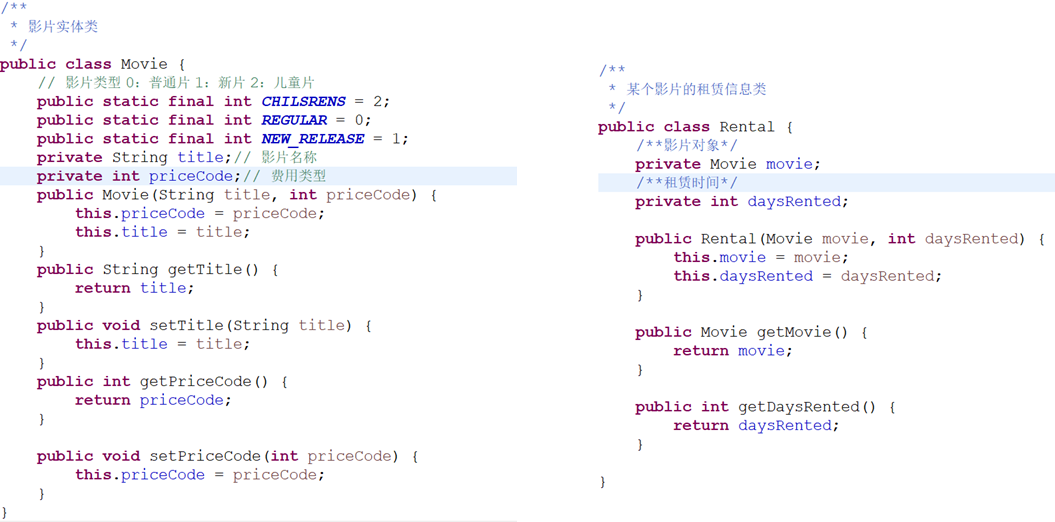 /**
 * 影片实体类
 */
public class Movie {
    // 影片类型 0：普通片 1：新片 2：儿童片
    public static final int CHILSRENS = 2;
    public static final int REGULAR = 0;
    public static final int NEW_RELEASE = 1;
    private String title;// 影片名称
    private int priceCode;// 费用类型
    public Movie(String title, int priceCode) {
        this.priceCode = priceCode;
        this.title = title;
    }
    public String getTitle() {
        return title;
    }
    public void setTitle(String title) {
        this.title = title;
    }
    public int getPriceCode() {
        return priceCode;
    }

    public void setPriceCode(int priceCode) {
        this.priceCode = priceCode;
    }
}
/**
 * 某个影片的租赁信息类
 */
public class Rental {
    /**影片对象*/
    private Movie movie;
    /**租赁时间*/
    private int daysRented;

    public Rental(Movie movie, int daysRented) {
        this.movie = movie;
        this.daysRented = daysRented;
    }

    public Movie getMovie() {
        return movie;
    }

    public int getDaysRented() {
        return daysRented;
    }

}